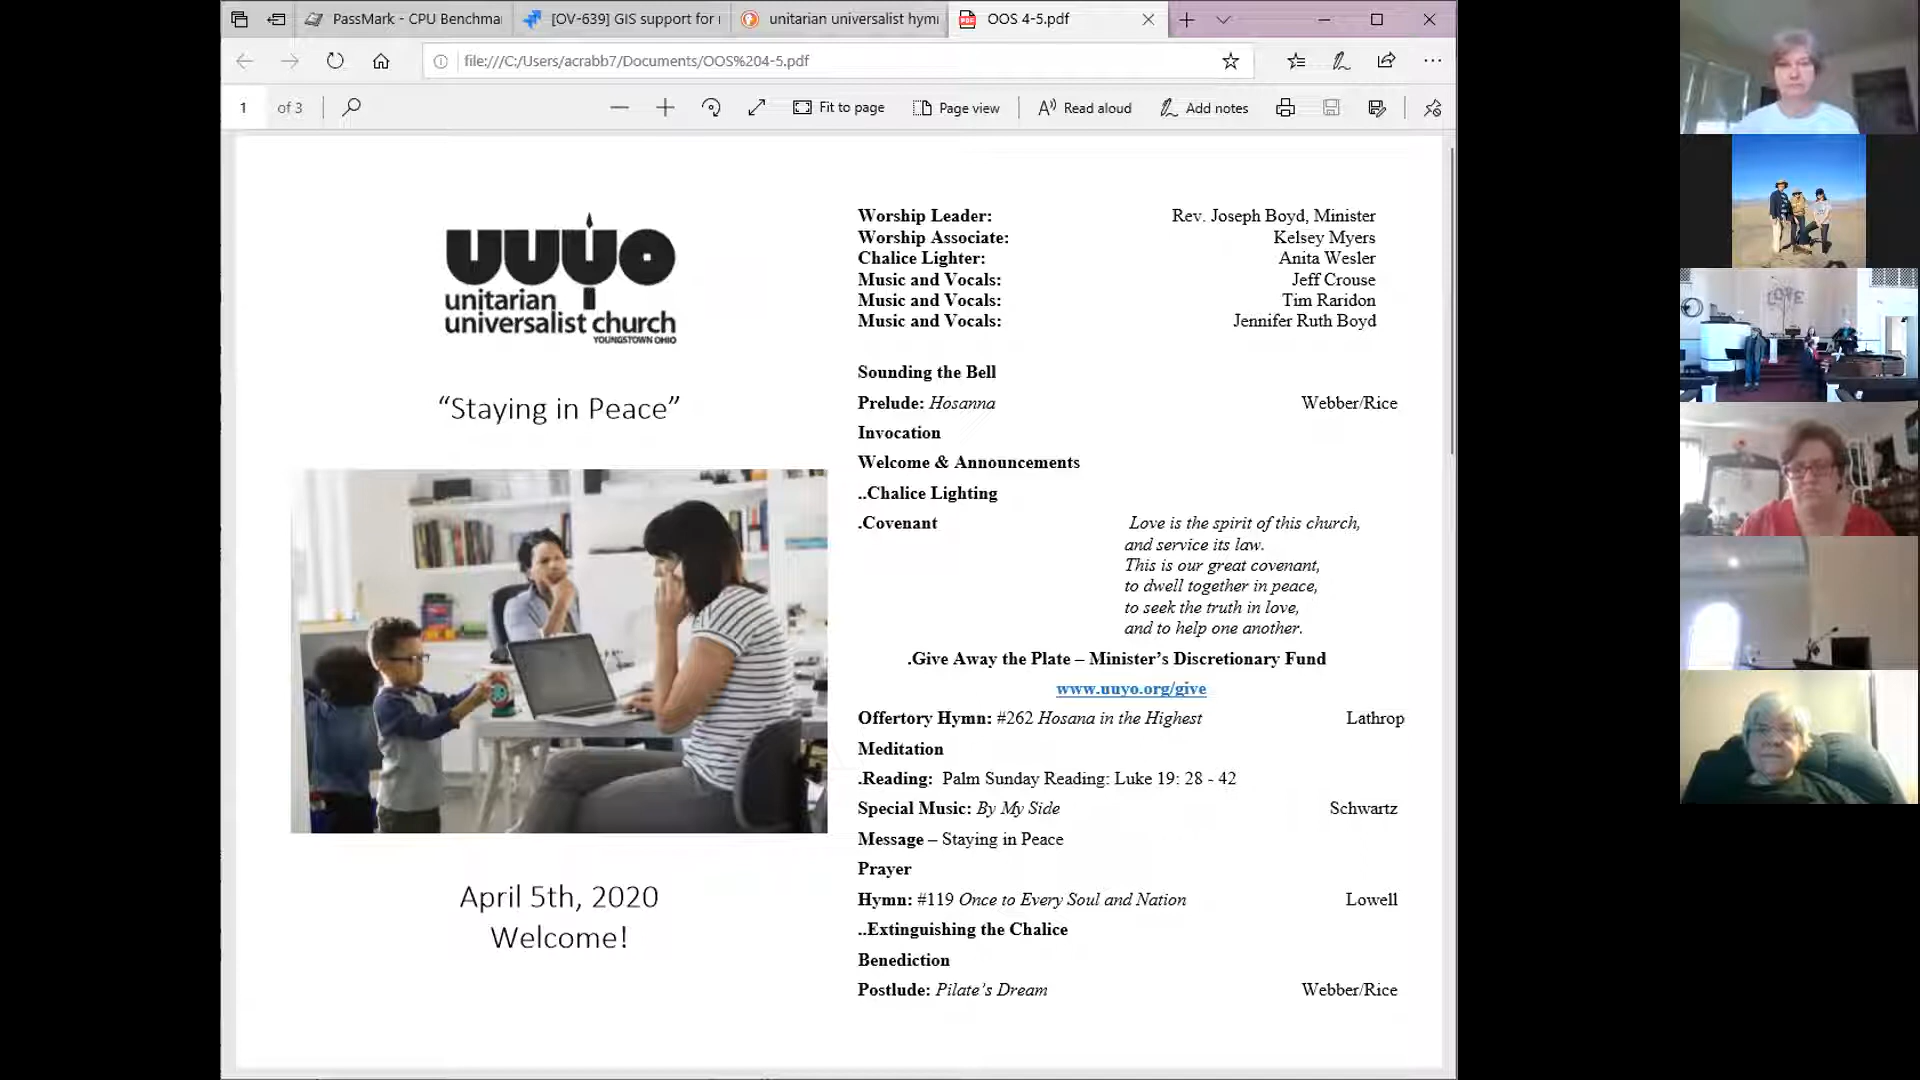 PassMark - CPU Benchma
[OV-639] GIS support for
unitarian universalist hym
OOS 4-5.pdf
file:///C:/Users/acrabb7/Documents/OOS%204-5.pdf
1 of 3
Fit to page
Page view
Read aloud
Add notes
uuuyo
unitarian
universalist church
YOUNGSTOWN OHIO
“Staying in Peace”
April 5th, 2020
Welcome!
Worship Leader: Rev. Joseph Boyd, Minister
Worship Associate: Kelsey Myers
Chalice Lighter: Anita Wesler
Music and Vocals: Jeff Crouse
Music and Vocals: Tim Raridon
Music and Vocals: Jennifer Ruth Boyd
Sounding the Bell
Prelude: Hosanna Webber/Rice
Invocation
Welcome & Announcements
..Chalice Lighting
.Covenant Love is the spirit of this church,
and service its law.
This is our great covenant,
to dwell together in peace,
to seek the truth in love,
and to help one another.
.Give Away the Plate – Minister’s Discretionary Fund
www.uuyo.org/give
Offertory Hymn: #262 Hosana in the Highest Lathrop
Meditation
.Reading: Palm Sunday Reading: Luke 19: 28 - 42
Special Music: By My Side Schwartz
Message – Staying in Peace
Prayer
Hymn: #119 Once to Every Soul and Nation Lowell
..Extinguishing the Chalice
Benediction
Postlude: Pilate’s Dream Webber/Rice
LOVE